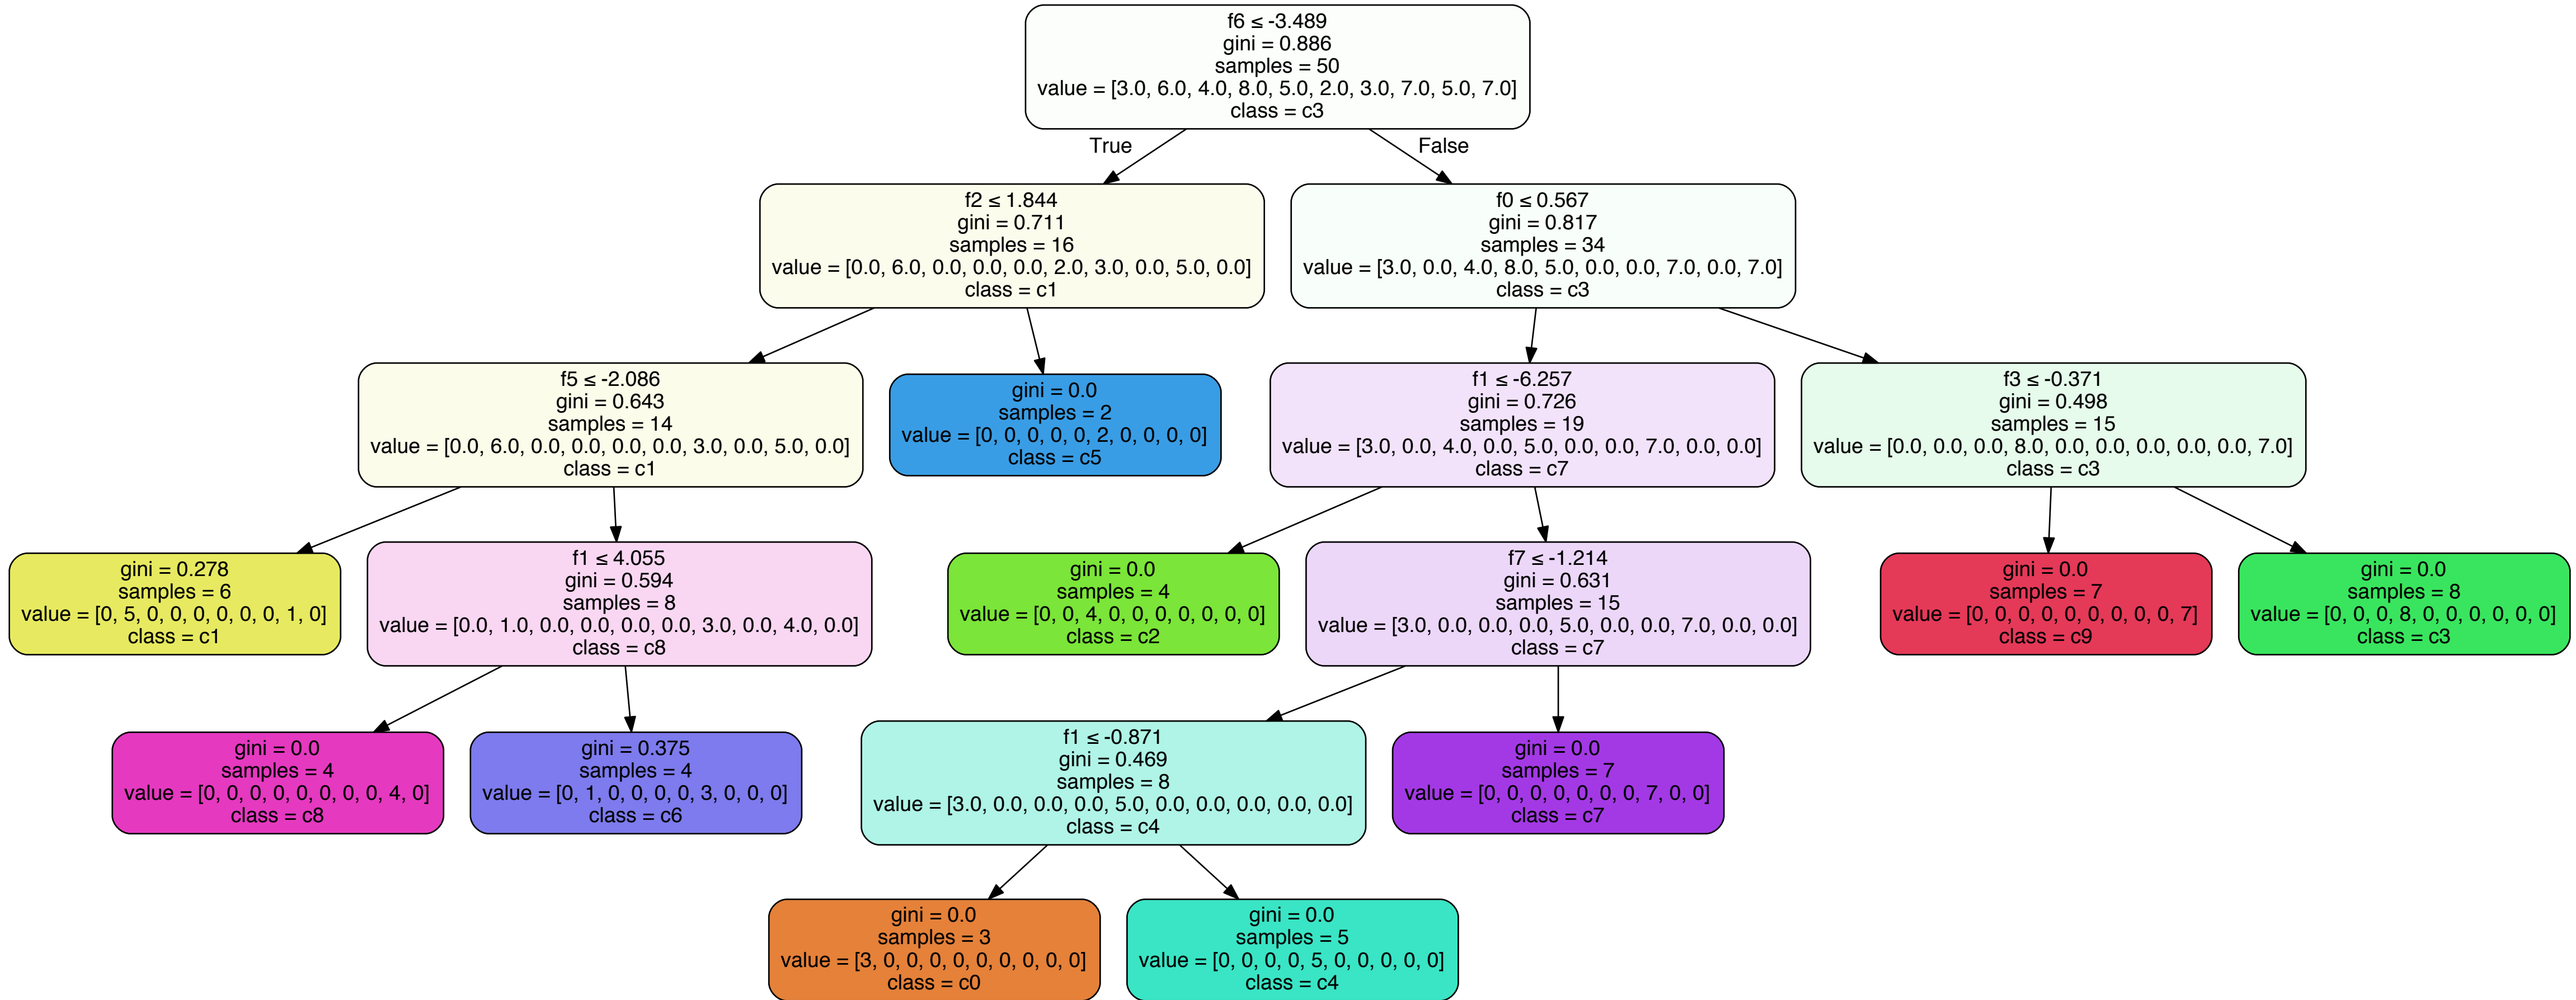 f6 ≤ -3.489
gini = 0.886
samples = 50
value = [3.0, 6.0, 4.0, 8.0, 5.0, 2.0, 3.0, 7.0, 5.0, 7.0]
class = c3
True
False
f2 ≤ 1.844
gini = 0.711
samples = 16
value = [0.0, 6.0, 0.0, 0.0, 0.0, 2.0, 3.0, 0.0, 5.0, 0.0]
class = c1
f0 ≤ 0.567
gini = 0.817
samples = 34
value = [3.0, 0.0, 4.0, 8.0, 5.0, 0.0, 0.0, 7.0, 0.0, 7.0]
class = c3
f5 ≤ -2.086
gini = 0.643
samples = 14
value = [0.0, 6.0, 0.0, 0.0, 0.0, 0.0, 3.0, 0.0, 5.0, 0.0]
class = c1
gini = 0.0
samples = 2
value = [0, 0, 0, 0, 0, 2, 0, 0, 0, 0]
class = c5
f1 ≤ -6.257
gini = 0.726
samples = 19
value = [3.0, 0.0, 4.0, 0.0, 5.0, 0.0, 0.0, 7.0, 0.0, 0.0]
class = c7
f3 ≤ -0.371
gini = 0.498
samples = 15
value = [0.0, 0.0, 0.0, 8.0, 0.0, 0.0, 0.0, 0.0, 0.0, 7.0]
class = c3
gini = 0.278
samples = 6
value = [0, 5, 0, 0, 0, 0, 0, 0, 1, 0]
class = c1
f1 ≤ 4.055
gini = 0.594
samples = 8
value = [0.0, 1.0, 0.0, 0.0, 0.0, 0.0, 3.0, 0.0, 4.0, 0.0]
class = c8
gini = 0.0
samples = 4
value = [0, 0, 4, 0, 0, 0, 0, 0, 0, 0]
class = c2
f7 ≤ -1.214
gini = 0.631
samples = 15
value = [3.0, 0.0, 0.0, 0.0, 5.0, 0.0, 0.0, 7.0, 0.0, 0.0]
class = c7
gini = 0.0
samples = 7
value = [0, 0, 0, 0, 0, 0, 0, 0, 0, 7]
class = c9
gini = 0.0
samples = 8
value = [0, 0, 0, 8, 0, 0, 0, 0, 0, 0]
class = c3
gini = 0.0
samples = 4
value = [0, 0, 0, 0, 0, 0, 0, 0, 4, 0]
class = c8
gini = 0.375
samples = 4
value = [0, 1, 0, 0, 0, 0, 3, 0, 0, 0]
class = c6
f1 ≤ -0.871
gini = 0.469
samples = 8
value = [3.0, 0.0, 0.0, 0.0, 5.0, 0.0, 0.0, 0.0, 0.0, 0.0]
class = c4
gini = 0.0
samples = 7
value = [0, 0, 0, 0, 0, 0, 0, 7, 0, 0]
class = c7
gini = 0.0
samples = 3
value = [3, 0, 0, 0, 0, 0, 0, 0, 0, 0]
class = c0
gini = 0.0
samples = 5
value = [0, 0, 0, 0, 5, 0, 0, 0, 0, 0]
class = c4